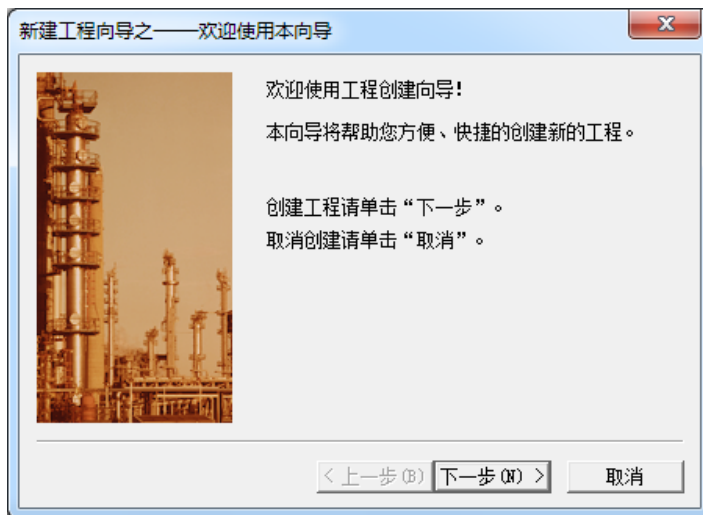 新建工程向导之——欢迎使用本向导
欢迎使用工程创建向导!
本向导将帮助您方便、快捷的创建新的工程。
创建工程请单击“下一步”。
取消创建请单击“取消”。
< 上一步(B) 下一步(N) > 取消